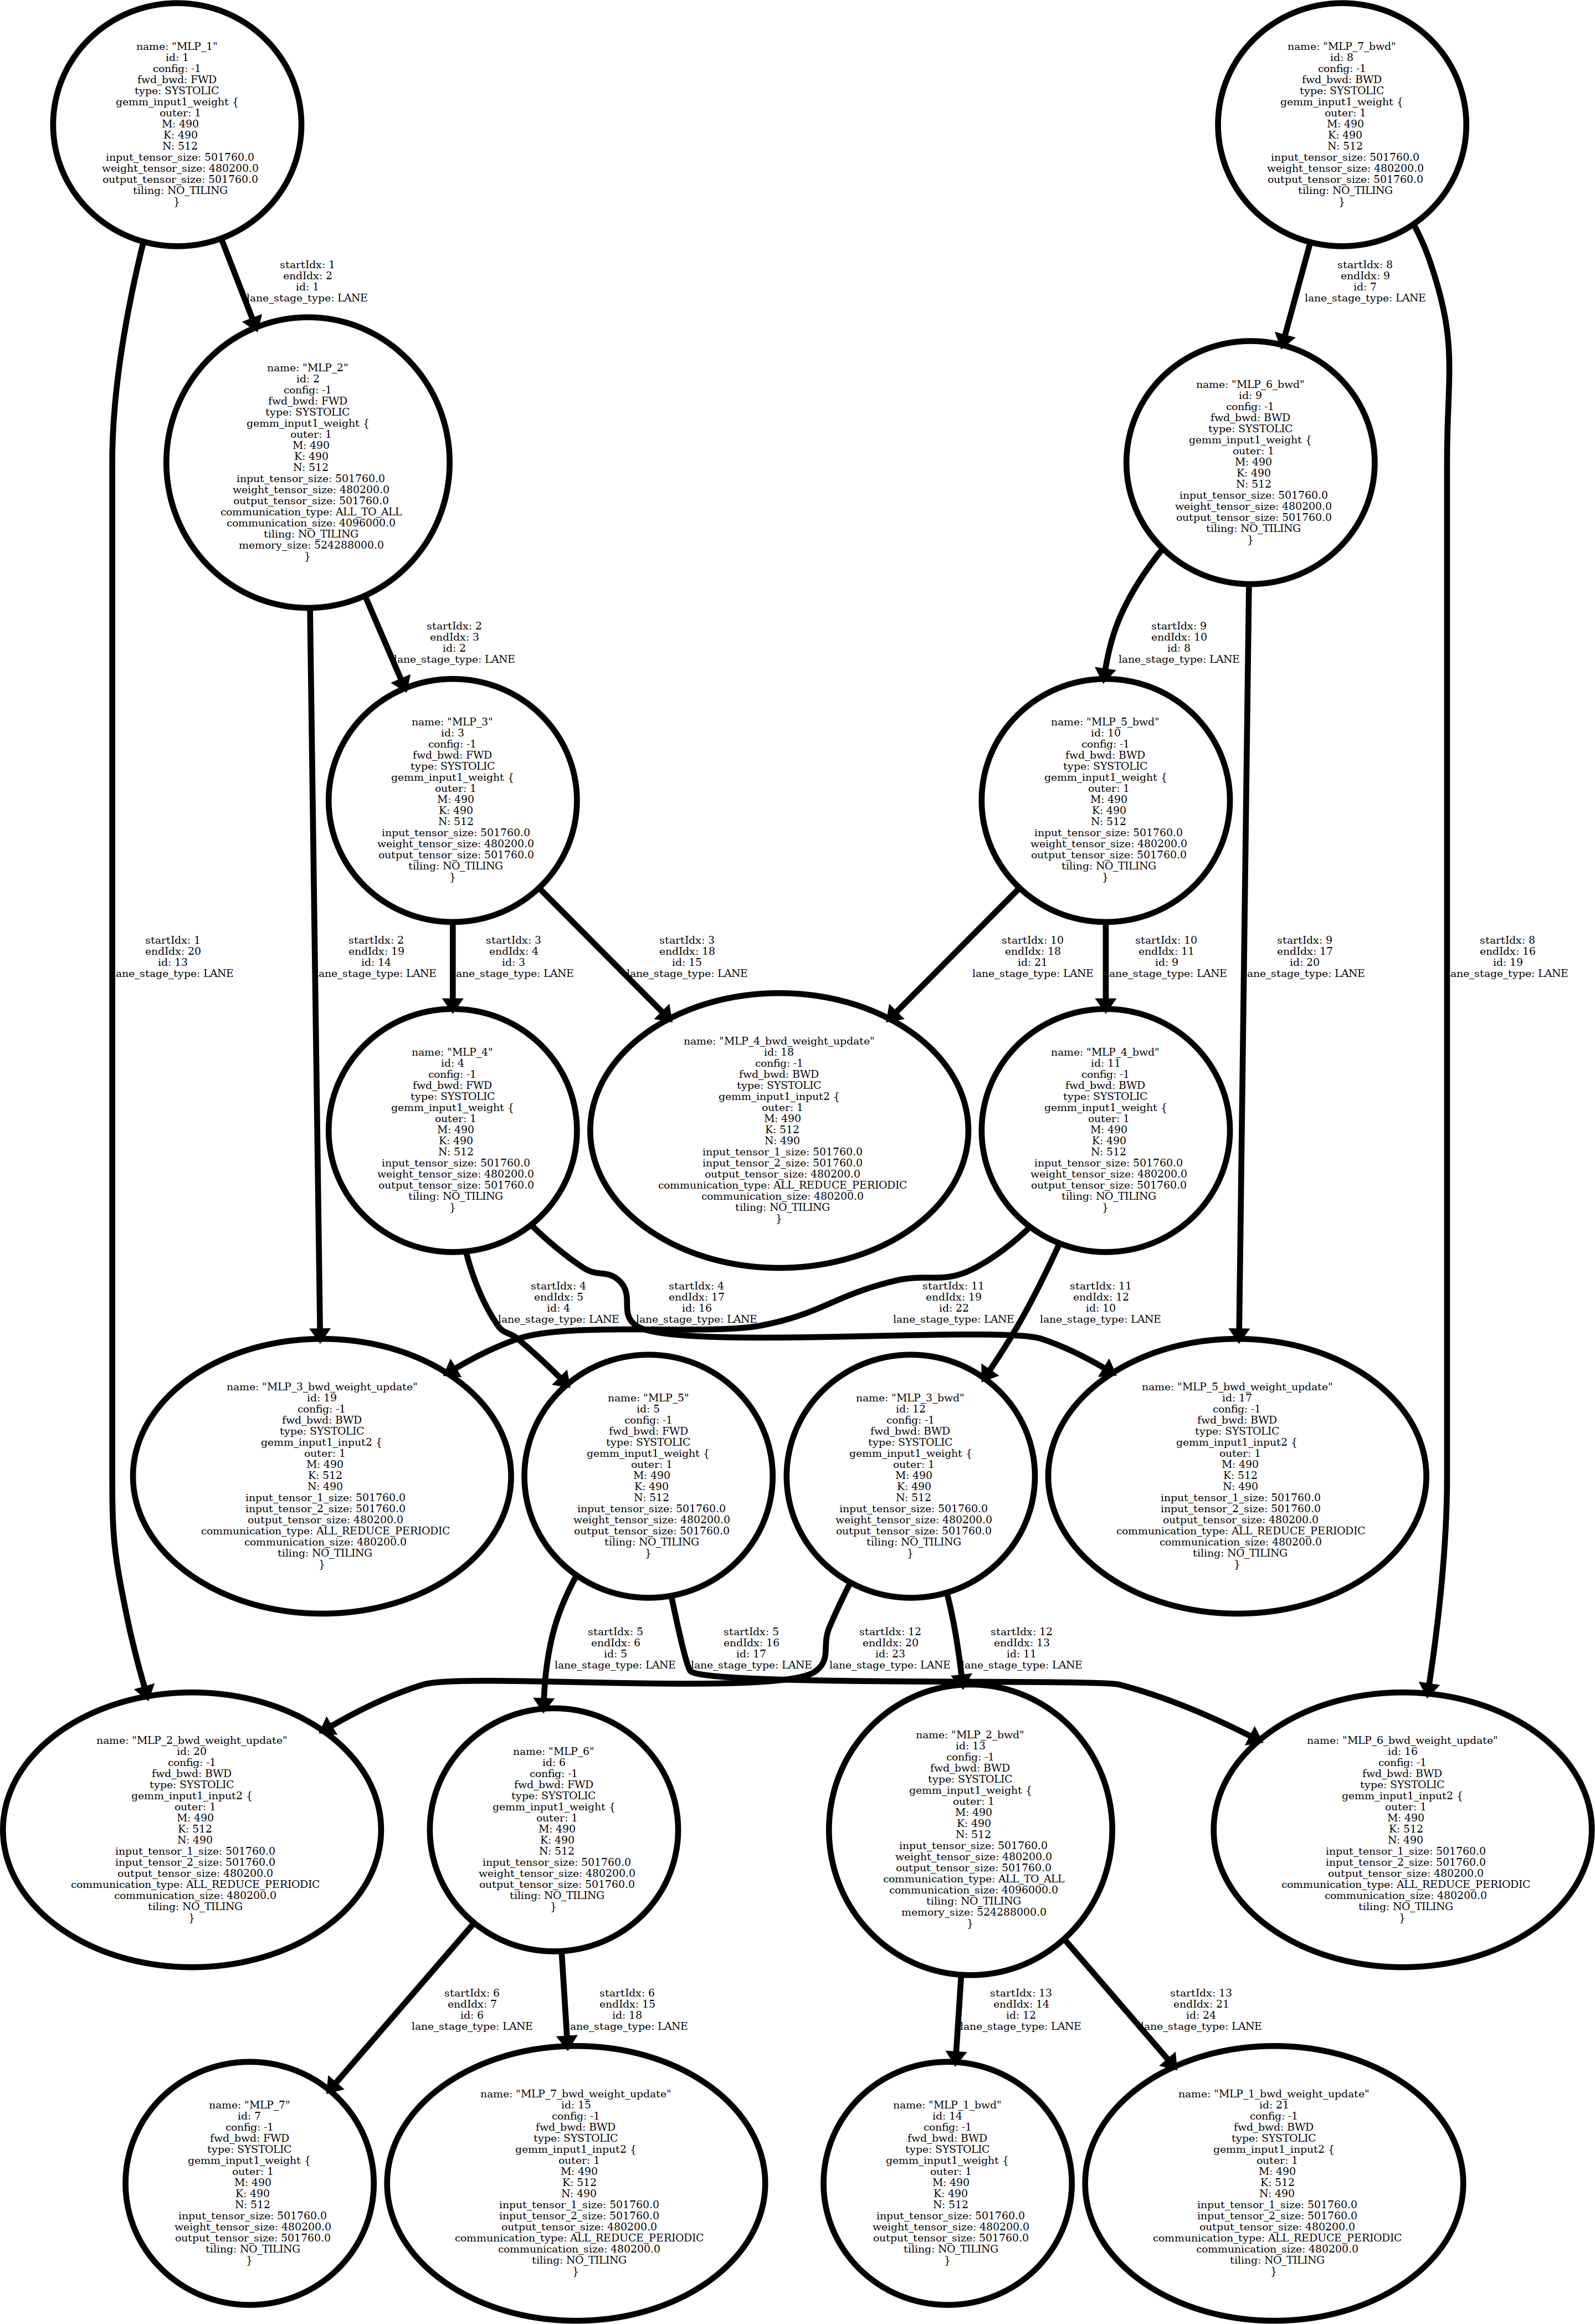 name: "MLP_1"
id: 1
config: -1
fwd_bwd: FWD
type: SYSTOLIC
gemm_input1_weight {
outer: 1
M: 490
K: 490
N: 512
input_tensor_size: 501760.0
weight_tensor_size: 480200.0
output_tensor_size: 501760.0
tiling: NO_TILING
}
name: "MLP_7_bwd"
id: 8
config: -1
fwd_bwd: BWD
type: SYSTOLIC
gemm_input1_weight {
outer: 1
M: 490
K: 490
N: 512
input_tensor_size: 501760.0
weight_tensor_size: 480200.0
output_tensor_size: 501760.0
tiling: NO_TILING
}
startIdx: 1
endIdx: 2
id: 1
lane_stage_type: LANE
startIdx: 8
endIdx: 9
id: 7
lane_stage_type: LANE
name: "MLP_2"
id: 2
config: -1
fwd_bwd: FWD
type: SYSTOLIC
gemm_input1_weight {
outer: 1
M: 490
K: 490
N: 512
input_tensor_size: 501760.0
weight_tensor_size: 480200.0
output_tensor_size: 501760.0
communication_type: ALL_TO_ALL
communication_size: 4096000.0
tiling: NO_TILING
memory_size: 524288000.0
}
name: "MLP_6_bwd"
id: 9
config: -1
fwd_bwd: BWD
type: SYSTOLIC
gemm_input1_weight {
outer: 1
M: 490
K: 490
N: 512
input_tensor_size: 501760.0
weight_tensor_size: 480200.0
output_tensor_size: 501760.0
tiling: NO_TILING
}
startIdx: 2
endIdx: 3
id: 2
lane_stage_type: LANE
startIdx: 9
endIdx: 10
id: 8
lane_stage_type: LANE
name: "MLP_3"
id: 3
config: -1
fwd_bwd: FWD
type: SYSTOLIC
gemm_input1_weight {
outer: 1
M: 490
K: 490
N: 512
input_tensor_size: 501760.0
weight_tensor_size: 480200.0
output_tensor_size: 501760.0
tiling: NO_TILING
}
name: "MLP_5_bwd"
id: 10
config: -1
fwd_bwd: BWD
type: SYSTOLIC
gemm_input1_weight {
outer: 1
M: 490
K: 490
N: 512
input_tensor_size: 501760.0
weight_tensor_size: 480200.0
output_tensor_size: 501760.0
tiling: NO_TILING
}
startIdx: 1
endIdx: 20
id: 13
lane_stage_type: LANE
startIdx: 2
endIdx: 19
id: 14
lane_stage_type: LANE
startIdx: 3
endIdx: 4
id: 3
lane_stage_type: LANE
startIdx: 3
endIdx: 18
id: 15
lane_stage_type: LANE
startIdx: 10
endIdx: 18
id: 21
lane_stage_type: LANE
startIdx: 10
endIdx: 11
id: 9
lane_stage_type: LANE
startIdx: 9
endIdx: 17
id: 20
lane_stage_type: LANE
startIdx: 8
endIdx: 16
id: 19
lane_stage_type: LANE
name: "MLP_4"
id: 4
config: -1
fwd_bwd: FWD
type: SYSTOLIC
gemm_input1_weight {
outer: 1
M: 490
K: 490
N: 512
input_tensor_size: 501760.0
weight_tensor_size: 480200.0
output_tensor_size: 501760.0
tiling: NO_TILING
}
name: "MLP_4_bwd_weight_update"
id: 18
config: -1
fwd_bwd: BWD
type: SYSTOLIC
gemm_input1_input2 {
outer: 1
M: 490
K: 512
N: 490
input_tensor_1_size: 501760.0
input_tensor_2_size: 501760.0
output_tensor_size: 480200.0
communication_type: ALL_REDUCE_PERIODIC
communication_size: 480200.0
tiling: NO_TILING
}
name: "MLP_4_bwd"
id: 11
config: -1
fwd_bwd: BWD
type: SYSTOLIC
gemm_input1_weight {
outer: 1
M: 490
K: 490
N: 512
input_tensor_size: 501760.0
weight_tensor_size: 480200.0
output_tensor_size: 501760.0
tiling: NO_TILING
}
startIdx: 4
endIdx: 5
id: 4
lane_stage_type: LANE
startIdx: 4
endIdx: 17
id: 16
lane_stage_type: LANE
startIdx: 11
endIdx: 19
id: 22
lane_stage_type: LANE
startIdx: 11
endIdx: 12
id: 10
lane_stage_type: LANE
name: "MLP_3_bwd_weight_update"
id: 19
config: -1
fwd_bwd: BWD
type: SYSTOLIC
gemm_input1_input2 {
outer: 1
M: 490
K: 512
N: 490
input_tensor_1_size: 501760.0
input_tensor_2_size: 501760.0
output_tensor_size: 480200.0
communication_type: ALL_REDUCE_PERIODIC
communication_size: 480200.0
tiling: NO_TILING
}
name: "MLP_5"
id: 5
config: -1
fwd_bwd: FWD
type: SYSTOLIC
gemm_input1_weight {
outer: 1
M: 490
K: 490
N: 512
input_tensor_size: 501760.0
weight_tensor_size: 480200.0
output_tensor_size: 501760.0
tiling: NO_TILING
}
name: "MLP_3_bwd"
id: 12
config: -1
fwd_bwd: BWD
type: SYSTOLIC
gemm_input1_weight {
outer: 1
M: 490
K: 490
N: 512
input_tensor_size: 501760.0
weight_tensor_size: 480200.0
output_tensor_size: 501760.0
tiling: NO_TILING
}
name: "MLP_5_bwd_weight_update"
id: 17
config: -1
fwd_bwd: BWD
type: SYSTOLIC
gemm_input1_input2 {
outer: 1
M: 490
K: 512
N: 490
input_tensor_1_size: 501760.0
input_tensor_2_size: 501760.0
output_tensor_size: 480200.0
communication_type: ALL_REDUCE_PERIODIC
communication_size: 480200.0
tiling: NO_TILING
}
startIdx: 5
endIdx: 6
id: 5
lane_stage_type: LANE
startIdx: 5
endIdx: 16
id: 17
lane_stage_type: LANE
startIdx: 12
endIdx: 20
id: 23
lane_stage_type: LANE
startIdx: 12
endIdx: 13
id: 11
lane_stage_type: LANE
name: "MLP_2_bwd_weight_update"
id: 20
config: -1
fwd_bwd: BWD
type: SYSTOLIC
gemm_input1_input2 {
outer: 1
M: 490
K: 512
N: 490
input_tensor_1_size: 501760.0
input_tensor_2_size: 501760.0
output_tensor_size: 480200.0
communication_type: ALL_REDUCE_PERIODIC
communication_size: 480200.0
tiling: NO_TILING
}
name: "MLP_6"
id: 6
config: -1
fwd_bwd: FWD
type: SYSTOLIC
gemm_input1_weight {
outer: 1
M: 490
K: 490
N: 512
input_tensor_size: 501760.0
weight_tensor_size: 480200.0
output_tensor_size: 501760.0
tiling: NO_TILING
}
name: "MLP_2_bwd"
id: 13
config: -1
fwd_bwd: BWD
type: SYSTOLIC
gemm_input1_weight {
outer: 1
M: 490
K: 490
N: 512
input_tensor_size: 501760.0
weight_tensor_size: 480200.0
output_tensor_size: 501760.0
communication_type: ALL_TO_ALL
communication_size: 4096000.0
tiling: NO_TILING
memory_size: 524288000.0
}
name: "MLP_6_bwd_weight_update"
id: 16
config: -1
fwd_bwd: BWD
type: SYSTOLIC
gemm_input1_input2 {
outer: 1
M: 490
K: 512
N: 490
input_tensor_1_size: 501760.0
input_tensor_2_size: 501760.0
output_tensor_size: 480200.0
communication_type: ALL_REDUCE_PERIODIC
communication_size: 480200.0
tiling: NO_TILING
}
startIdx: 6
endIdx: 7
id: 6
lane_stage_type: LANE
startIdx: 6
endIdx: 15
id: 18
lane_stage_type: LANE
startIdx: 13
endIdx: 14
id: 12
lane_stage_type: LANE
startIdx: 13
endIdx: 21
id: 24
lane_stage_type: LANE
name: "MLP_7"
id: 7
config: -1
fwd_bwd: FWD
type: SYSTOLIC
gemm_input1_weight {
outer: 1
M: 490
K: 490
N: 512
input_tensor_size: 501760.0
weight_tensor_size: 480200.0
output_tensor_size: 501760.0
tiling: NO_TILING
}
name: "MLP_7_bwd_weight_update"
id: 15
config: -1
fwd_bwd: BWD
type: SYSTOLIC
gemm_input1_input2 {
outer: 1
M: 490
K: 512
N: 490
input_tensor_1_size: 501760.0
input_tensor_2_size: 501760.0
output_tensor_size: 480200.0
communication_type: ALL_REDUCE_PERIODIC
communication_size: 480200.0
tiling: NO_TILING
}
name: "MLP_1_bwd"
id: 14
config: -1
fwd_bwd: BWD
type: SYSTOLIC
gemm_input1_weight {
outer: 1
M: 490
K: 490
N: 512
input_tensor_size: 501760.0
weight_tensor_size: 480200.0
output_tensor_size: 501760.0
tiling: NO_TILING
}
name: "MLP_1_bwd_weight_update"
id: 21
config: -1
fwd_bwd: BWD
type: SYSTOLIC
gemm_input1_input2 {
outer: 1
M: 490
K: 512
N: 490
input_tensor_1_size: 501760.0
input_tensor_2_size: 501760.0
output_tensor_size: 480200.0
communication_type: ALL_REDUCE_PERIODIC
communication_size: 480200.0
tiling: NO_TILING
}